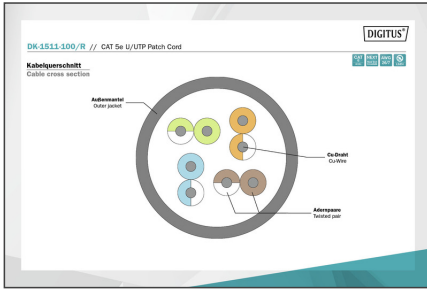 DIGITUS®
DK-1511-100/R // CAT 5e U/UTP Patch Cord
Kabelquerschnitt
Cable cross section
Außenmantel
Outer jacket
Cu-Draht
Cu-Wire
Aderspaare
Twisted pair